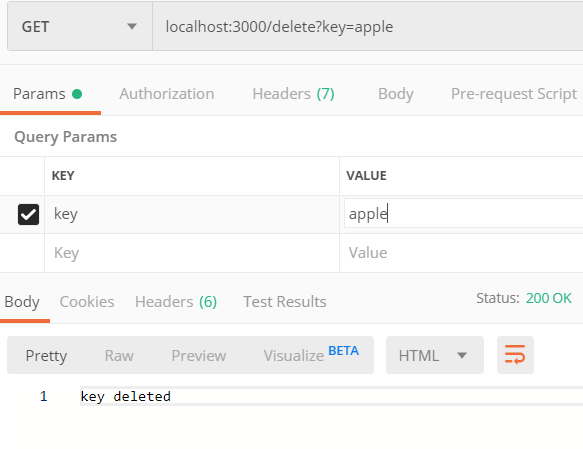 GET localhost:3000/delete?key=apple
Params Authorization Headers (7) Body Pre-request Script
Query Params
KEY VALUE
key apple
Key Value
Body Cookies Headers (6) Test Results Status: 200 OK
Pretty Raw Preview Visualize BETA HTML
1 key deleted